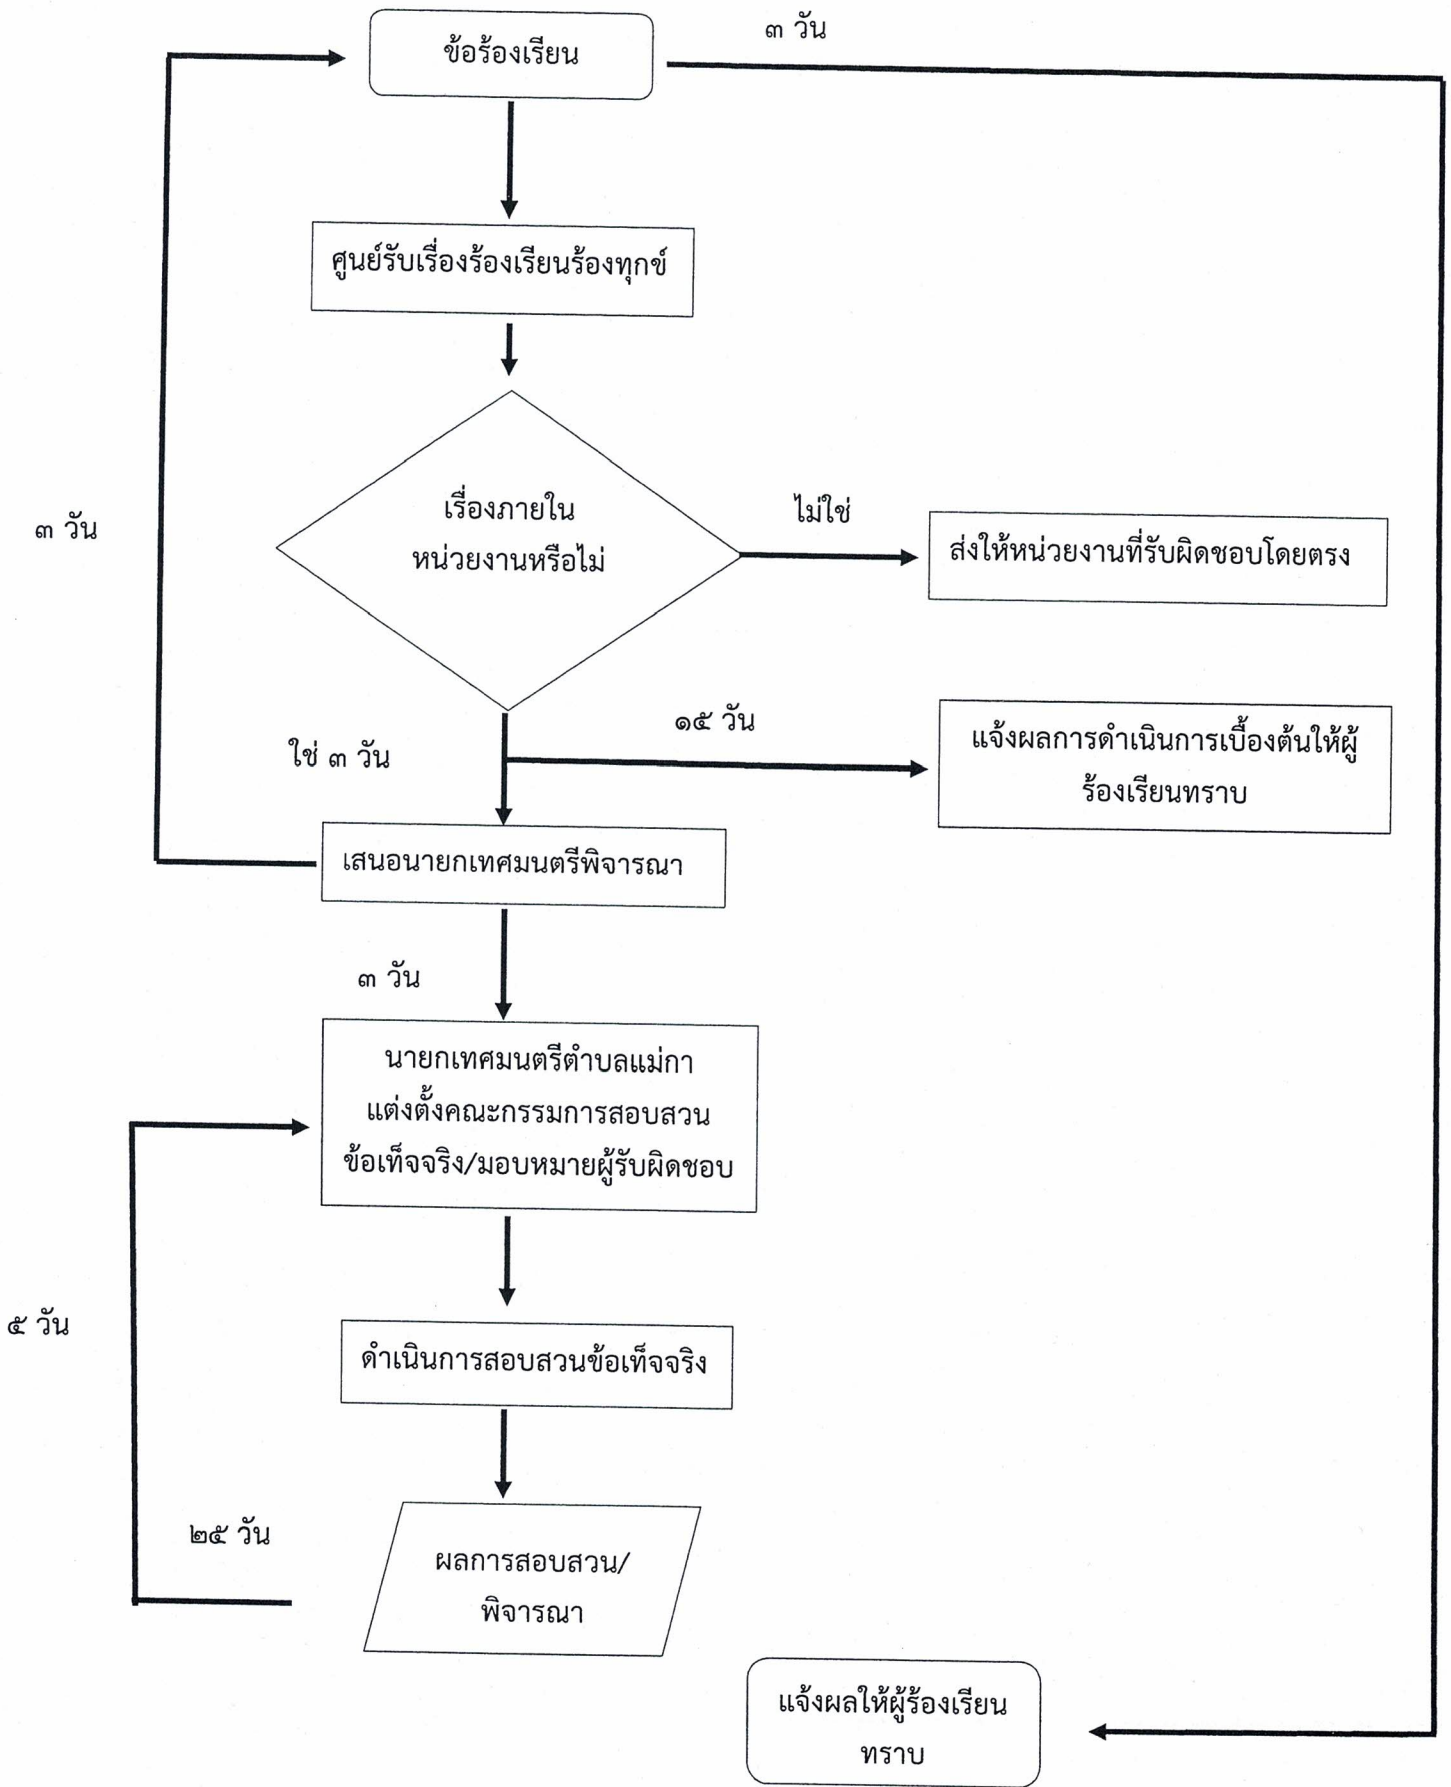 ๓ วัน
ข้อร้องเรียน
ศูนย์รับเรื่องร้องเรียนร้องทุกข์
เรื่องภายใน
หน่วยงานหรือไม่
ไม่ใช่
ส่งให้หน่วยงานที่รับผิดชอบโดยตรง
๓ วัน
๑๕ วัน
แจ้งผลการดำเนินการเบื้องต้นให้ผู้
ร้องเรียนทราบ
ใช่ ๓ วัน
เสนอนายกเทศมนตรีพิจารณา
๓ วัน
นายกเทศมนตรีตำบลแม่กา
แต่งตั้งคณะกรรมการสอบสวน
ข้อเท็จจริง/มอบหมายผู้รับผิดชอบ
๕ วัน
ดำเนินการสอบสวนข้อเท็จจริง
๒๕ วัน
ผลการสอบสวน/
พิจารณา
แจ้งผลให้ผู้ร้องเรียน
ทราบ